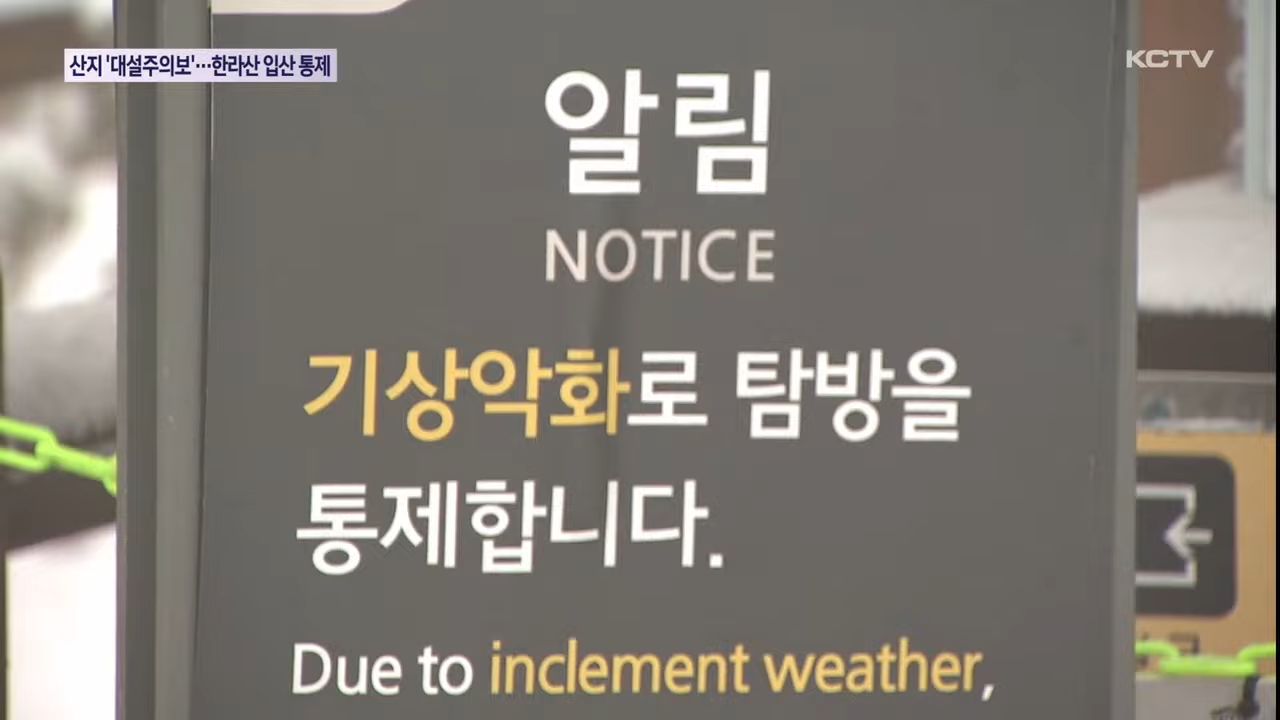 산지 '대설주의보'…한라산 입산 통제
KCTV
알림
NOTICE
기상악화로 탐방을
통제합니다.
Due to inclement weather,